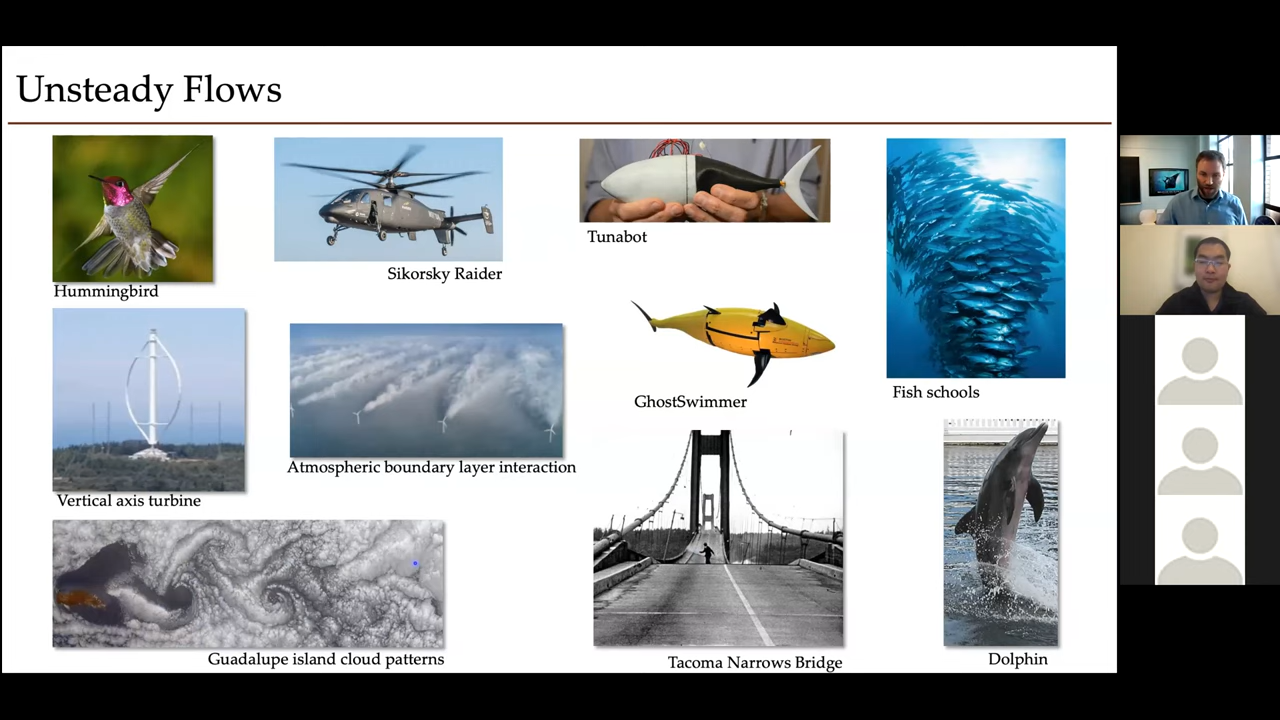 Unsteady Flows
Hummingbird
Sikorsky Raider
Tunabot
Fish schools
Vertical axis turbine
Atmospheric boundary layer interaction
GhostSwimmer
Guadalupe island cloud patterns
Tacoma Narrows Bridge
Dolphin